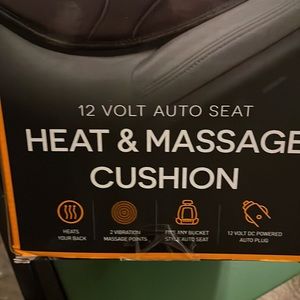 12 VOLT AUTO SEAT
HEAT & MASSAGE
CUSHION
HEATS
YOUR BACK
2 VIBRATION
MASSAGE POINTS
FITS ANY BUCKET
STYLE AUTO SEAT
12 VOLT DC POWERED
AUTO PLUG